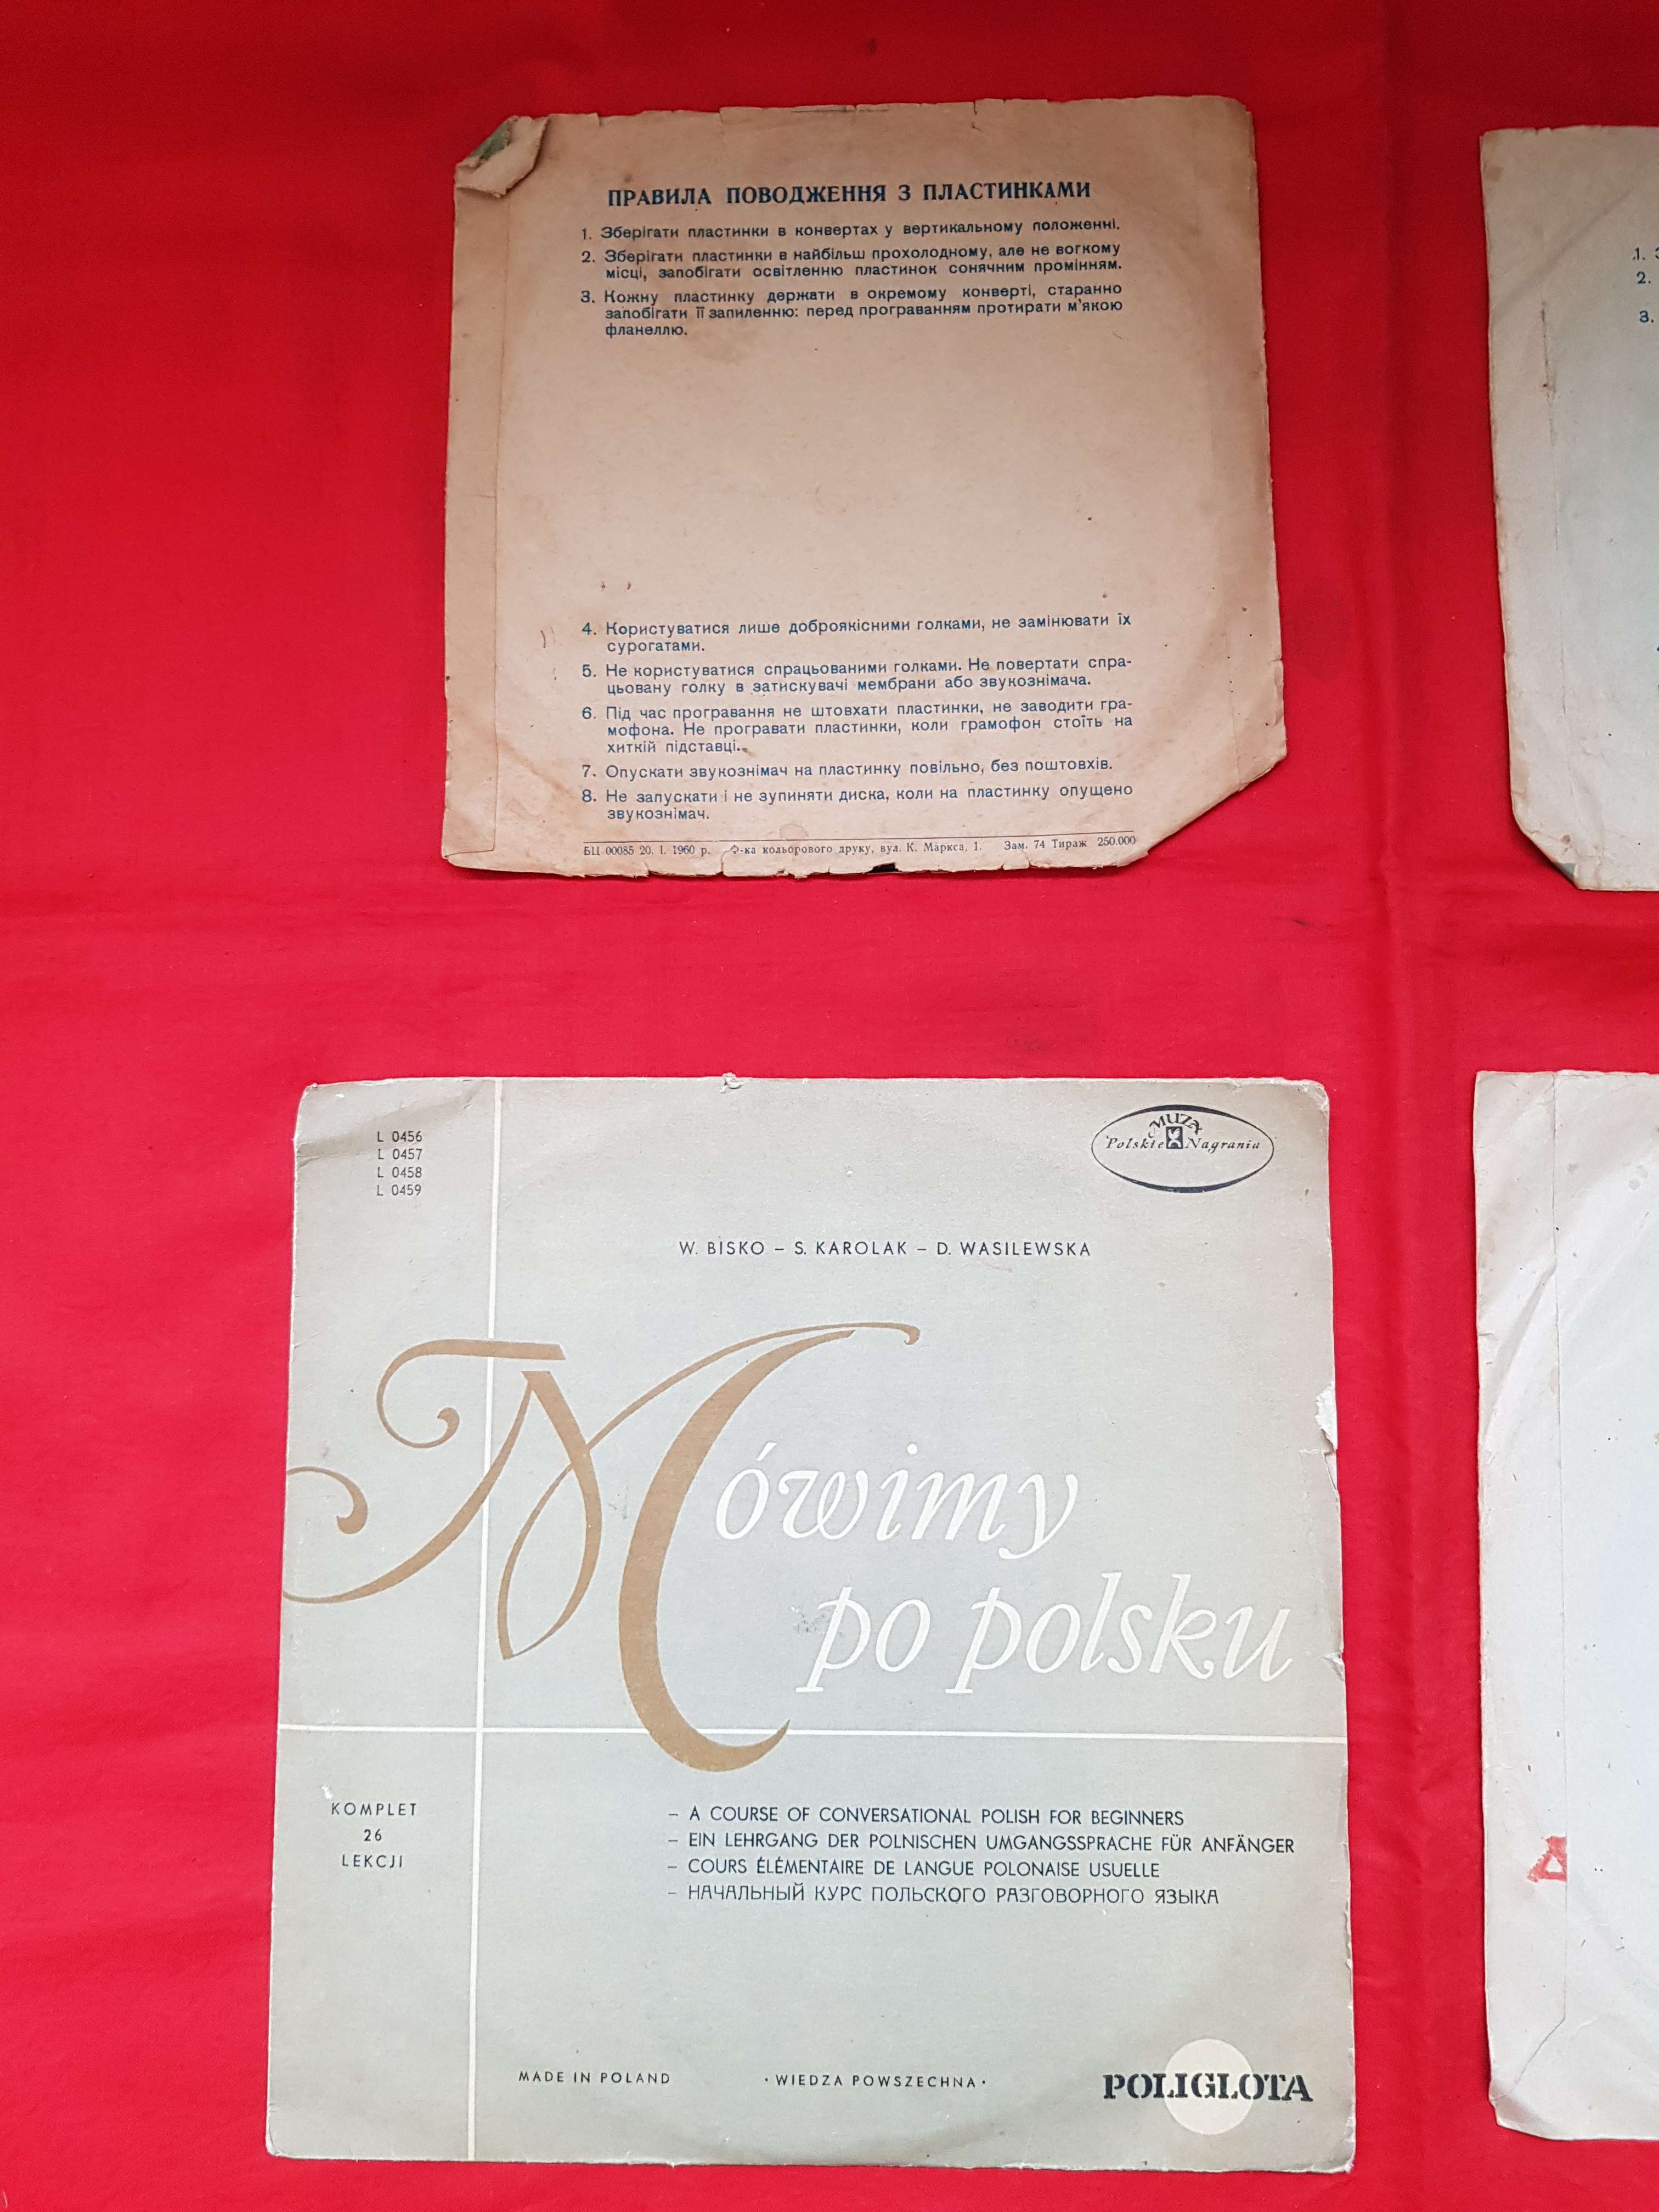 ПРАВИЛА ПОВОДЖЕННЯ З ПЛАСТИНКАМИ
1. Зберігати пластинки в конвертах у вертикальному положенні.
2. Зберігати пластинки в найбільш прохолодному, але не вогкому
місці, запобігати освітленню пластинок сонячним промінням.
3. Кожну пластинку держати в окремому конверті, старанно
запобігати її запиленню: перед програванням протирати м'якою
фланеллю.
4. Користуватися лише доброякісними голками, не замінювати їх
сурогатами.
5. Не користуватися спрацьованими голками. Не повертати спра-
цьовану голку в затискувачі мембрани або звукознімача.
6. Під час програвання не штовхати пластинки, не заводити гра-
мофона. Не програвати пластинки, коли грамофон стоїть на
хиткій підставці.
7. Опускати звукознімач на пластинку повільно, без поштовхів.
8. Не запускати і не зупиняти диска, коли на пластинку опущено
звукознімач.
БЦ 00085 20. I. 1960 р. Ф-ка кольорового друку, вул. К. Маркса, 1. Зам. 74 Тираж 250.000
1. З
2.
3.
L 0456
L 0457
L 0458
L 0459
MUZA
Polskie Nagrania
W. BISKO – S. KAROLAK – D. WASILEWSKA
Mówimy
po polsku
KOMPLET
26
LEKCJI
– A COURSE OF CONVERSATIONAL POLISH FOR BEGINNERS
– EIN LEHRGANG DER POLNISCHEN UMGANGSSPRACHE FÜR ANFÄNGER
– COURS ÉLÉMENTAIRE DE LANGUE POLONAISE USUELLE
– НАЧАЛЬНЫЙ КУРС ПОЛЬСКОГО РАЗГОВОРНОГО ЯЗЫКА
MADE IN POLAND
· WIEDZA POWSZECHNA ·
POLIGLOTA